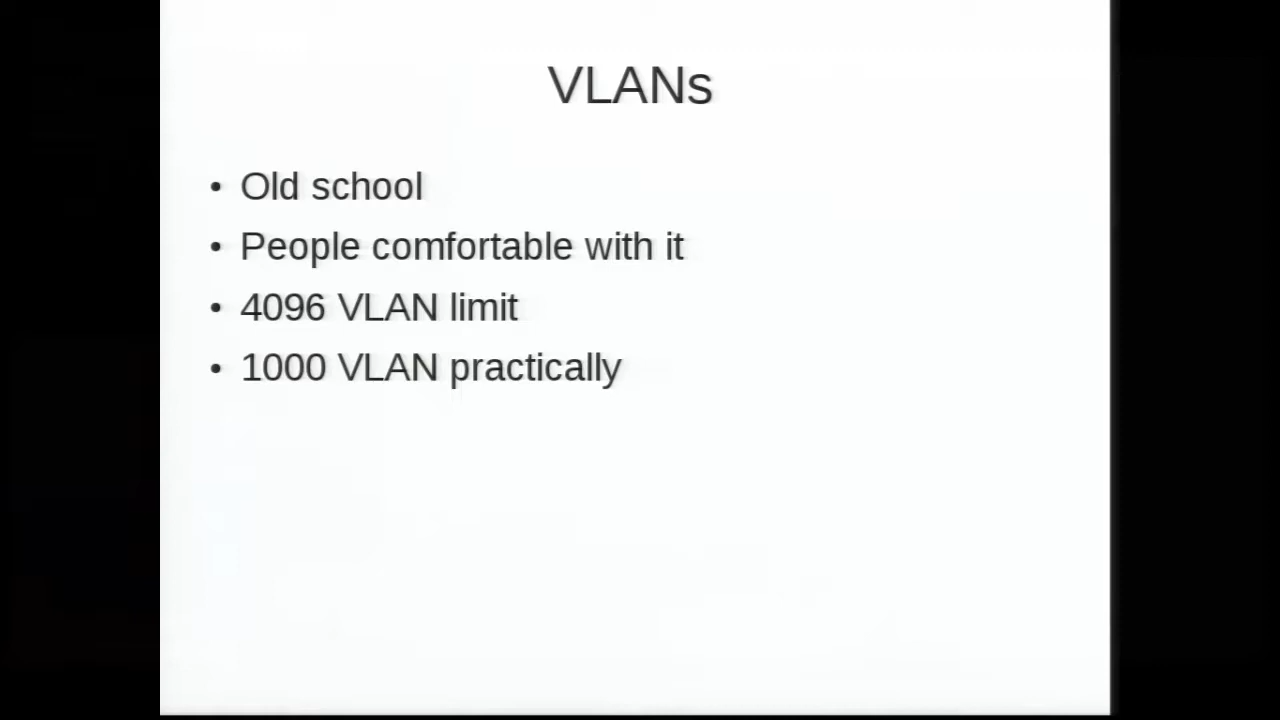 VLANs
• Old school
• People comfortable with it
• 4096 VLAN limit
• 1000 VLAN practically